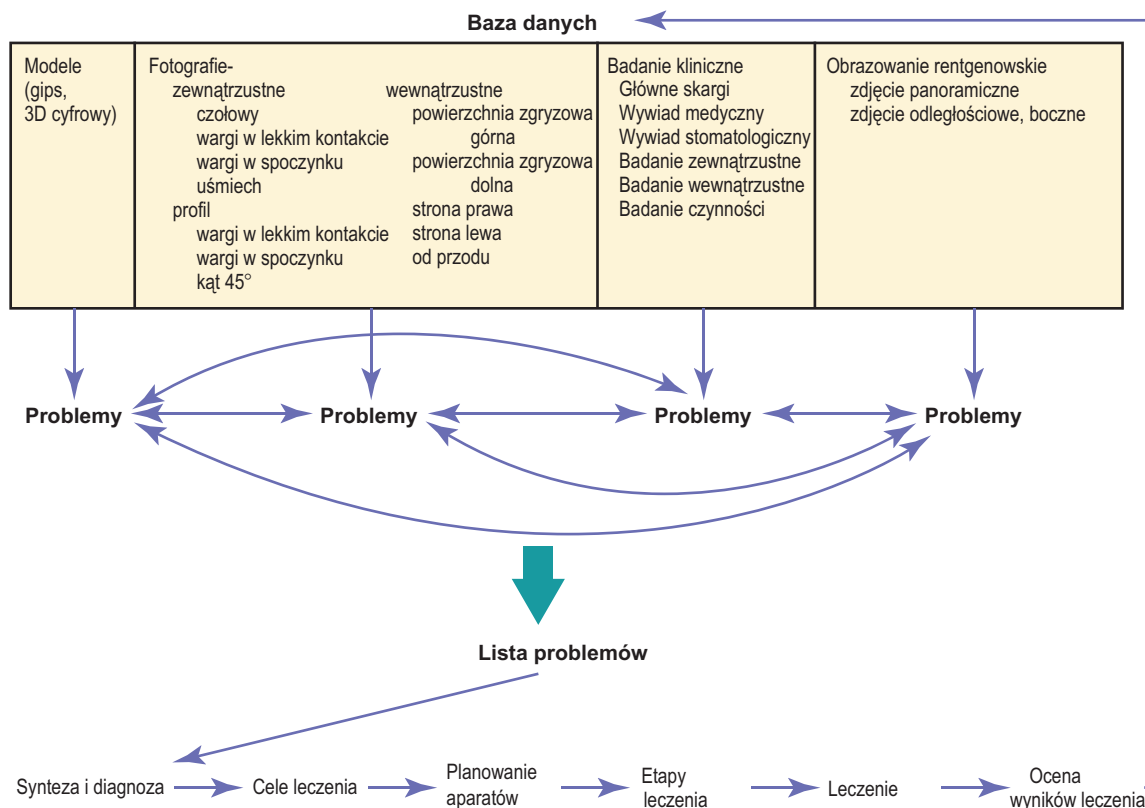 Baza danych
Modele
(gips,
3D cyfrowy)
Fotografie-
zewnątrzustne
czołowy
wargi w lekkim kontakcie
wargi w spoczynku
uśmiech
profil
wargi w lekkim kontakcie
wargi w spoczynku
kąt 45°
wewnątrzustne
powierzchnia zgryzowa
górna
powierzchnia zgryzowa
dolna
strona prawa
strona lewa
od przodu
Badanie kliniczne
Główne skargi
Wywiad medyczny
Wywiad stomatologiczny
Badanie zewnątrzustne
Badanie wewnątrzustne
Badanie czynności
Obrazowanie rentgenowskie
zdjęcie panoramiczne
zdjęcie odległościowe, boczne
Problemy
Problemy
Problemy
Problemy
Lista problemów
Synteza i diagnoza
Cele leczenia
Planowanie
aparatów
Etapy
leczenia
Leczenie
Ocena
wyników leczenia